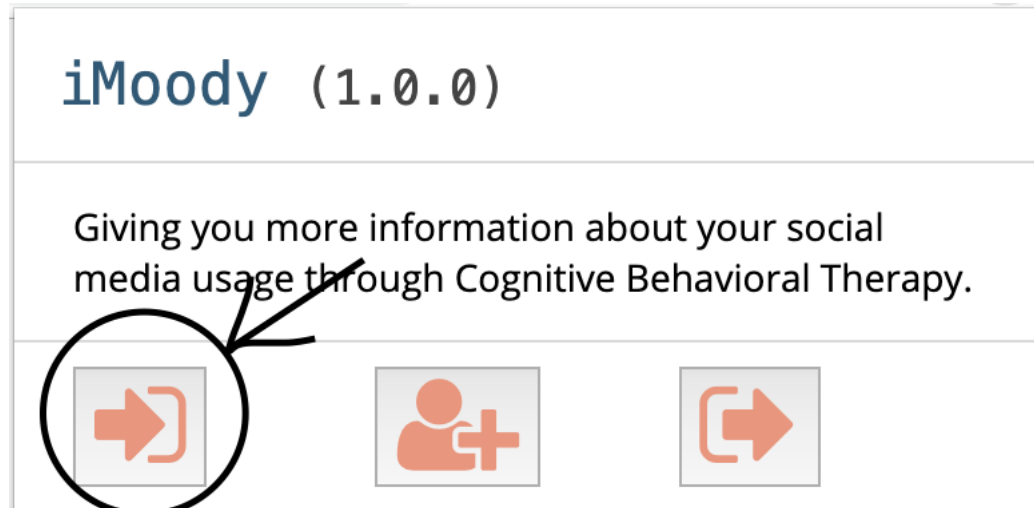 iMoody (1.0.0)
Giving you more information about your social
media usage through Cognitive Behavioral Therapy.